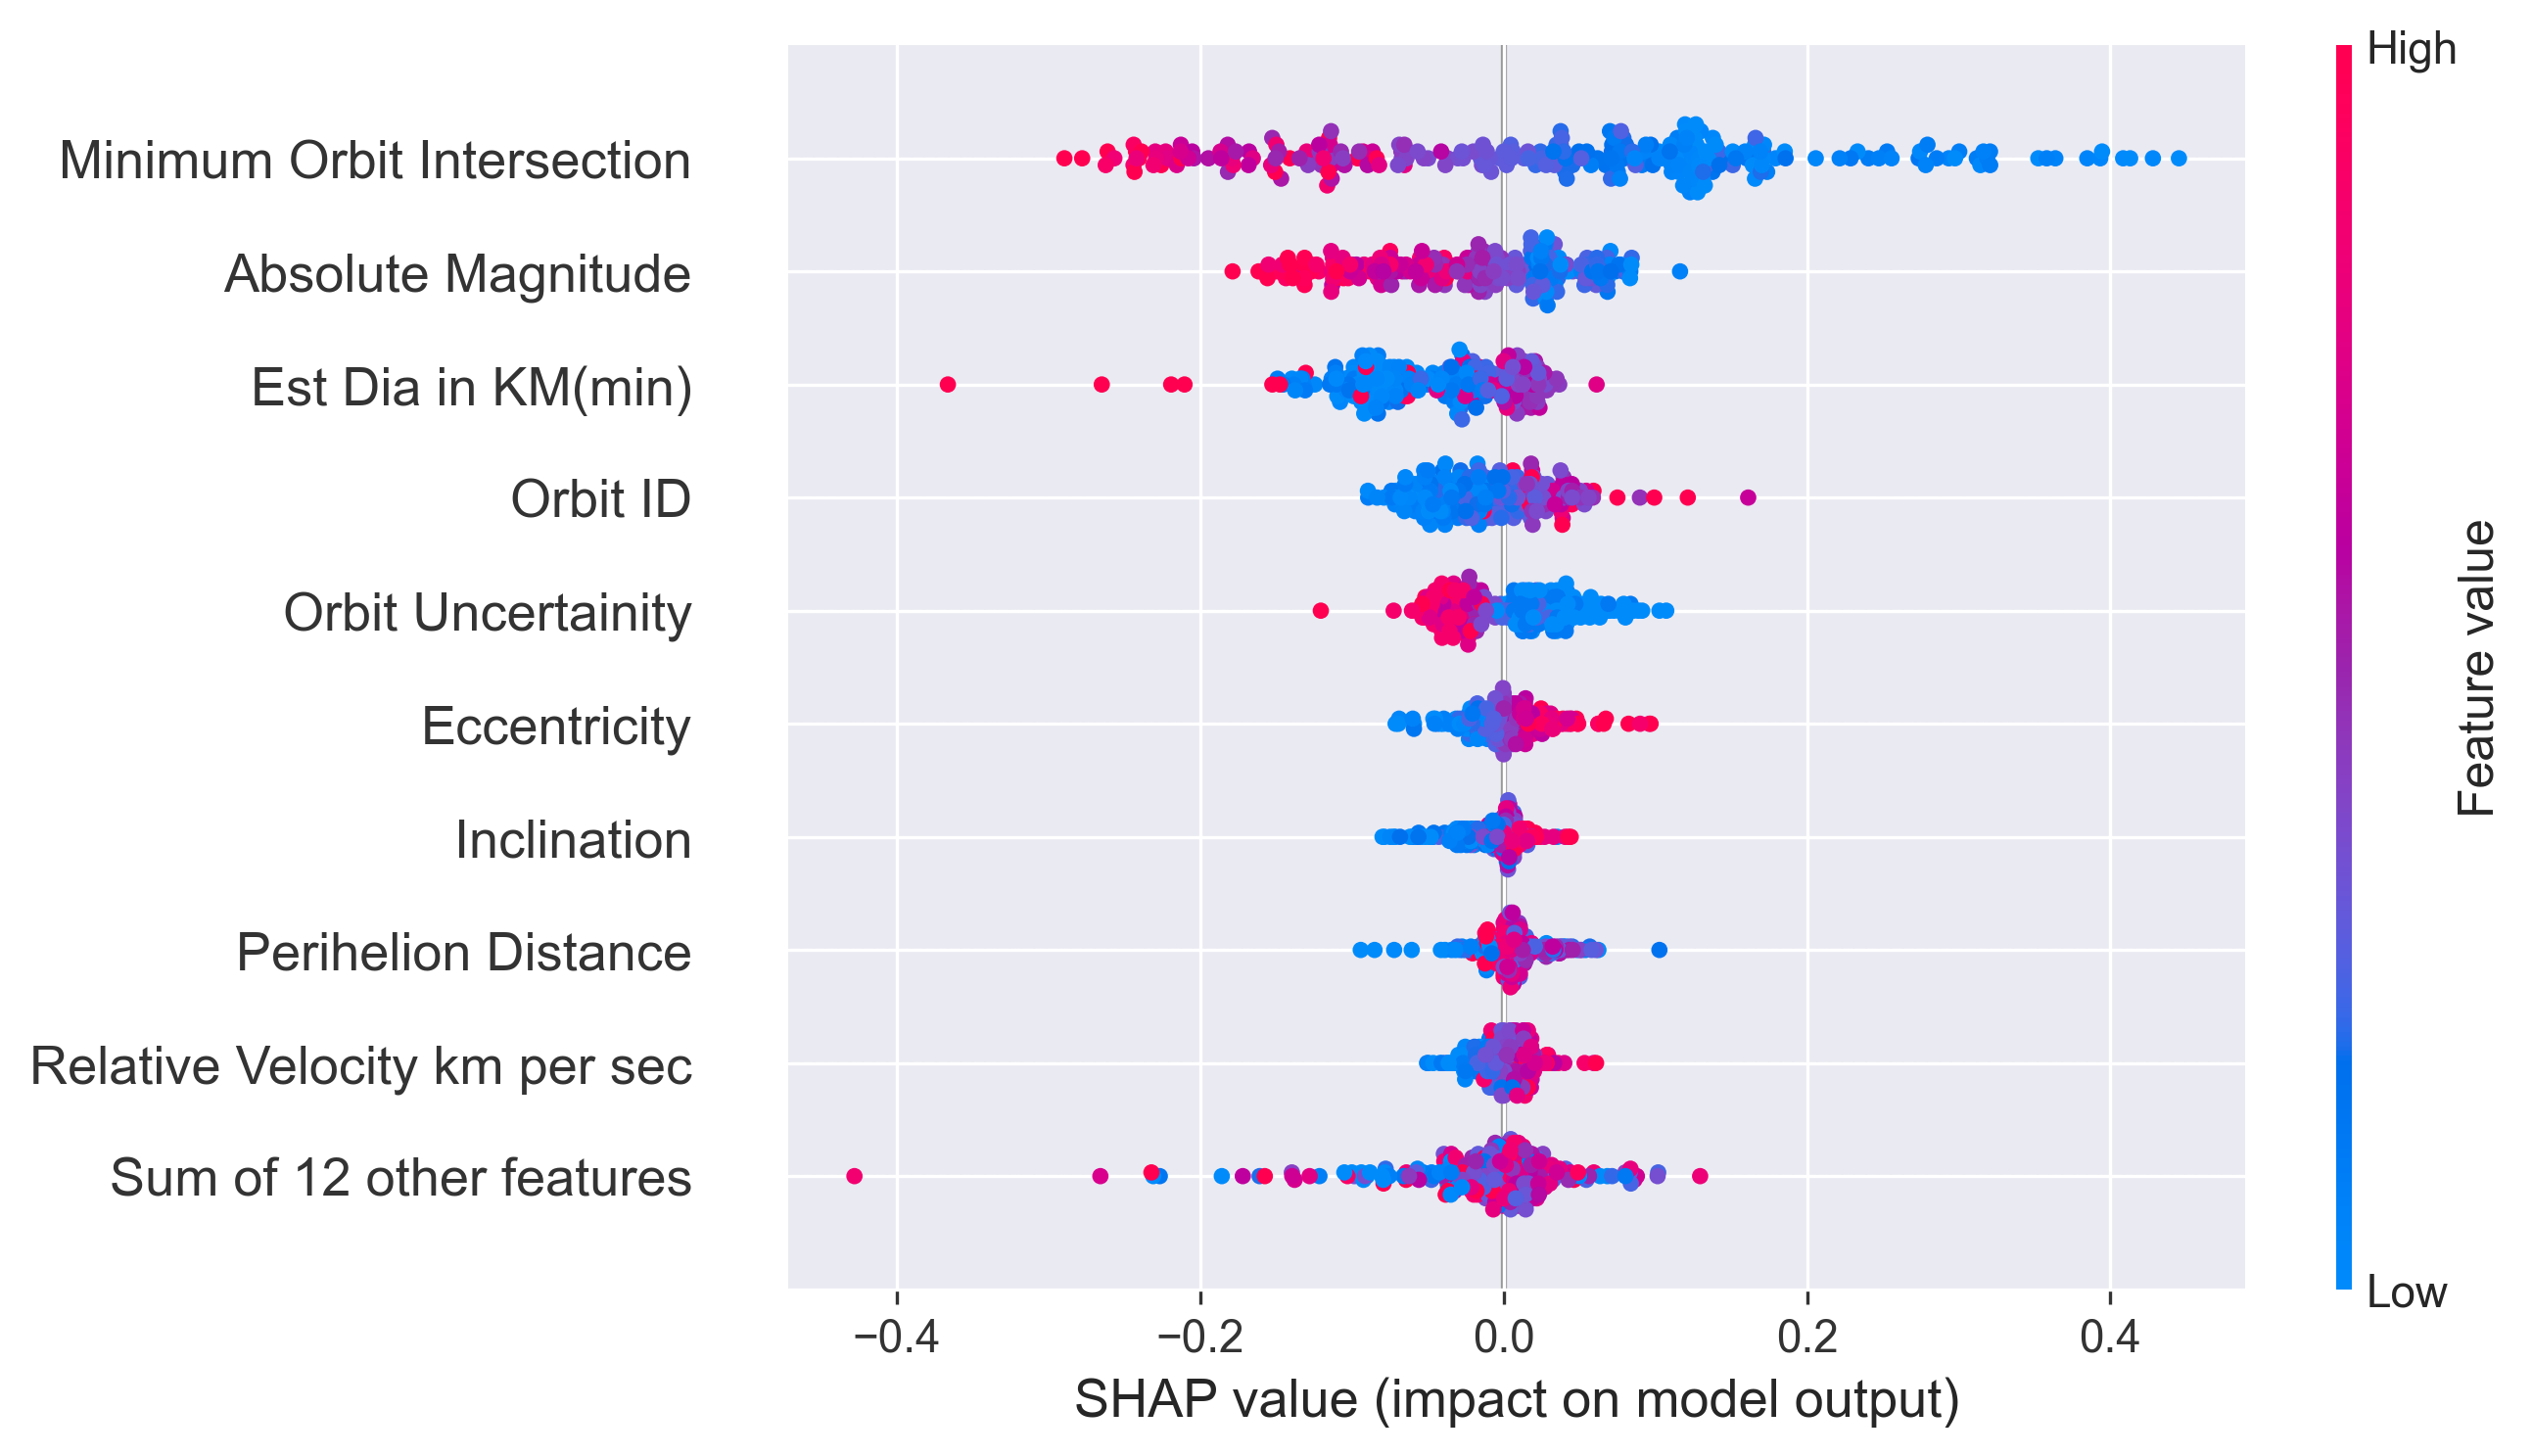 High
Minimum Orbit Intersection
Absolute Magnitude
Est Dia in KM(min)
Orbit ID
Orbit Uncertainity
Eccentricity
Inclination
Perihelion Distance
Relative Velocity km per sec
Sum of 12 other features
Feature value
Low
−0.4 −0.2 0.0 0.2 0.4
SHAP value (impact on model output)